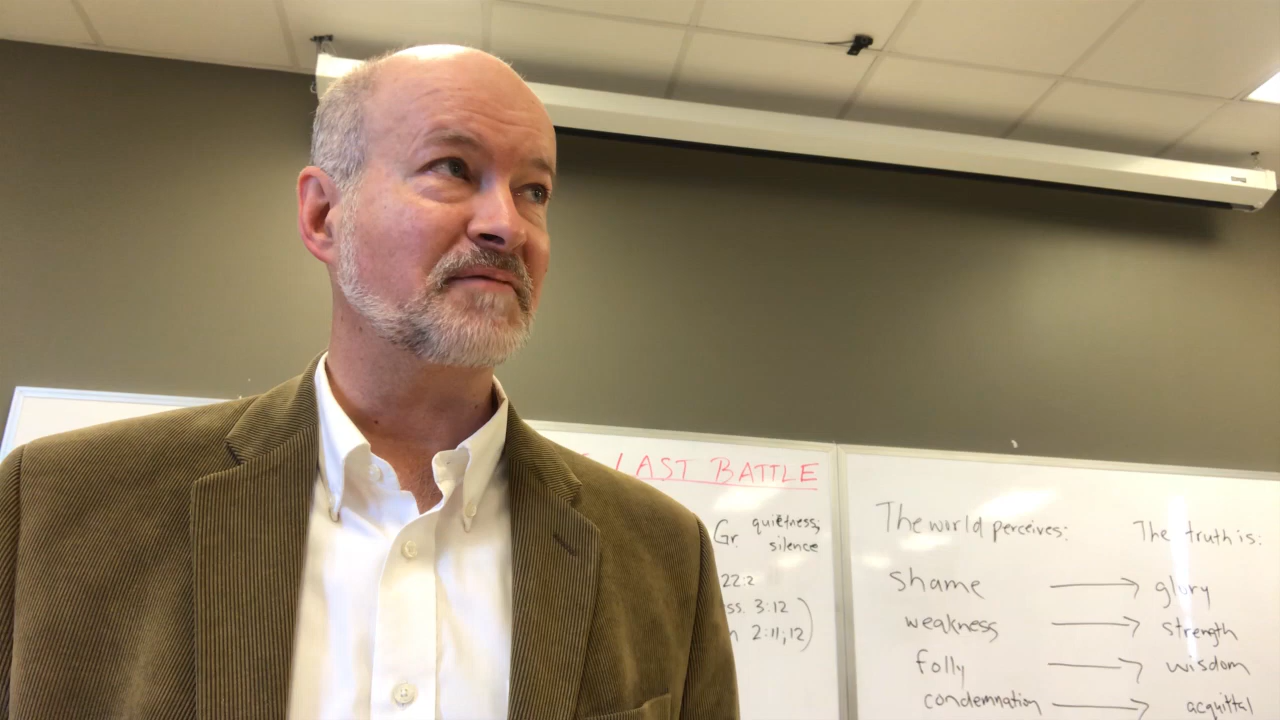 LAST BATTLE
Gr. quietness;
silence
22:2
ss. 3:12
2:11,12)
The world perceives: The truth is:
shame → glory
weakness → strength
folly → wisdom
condemnation → acquittal